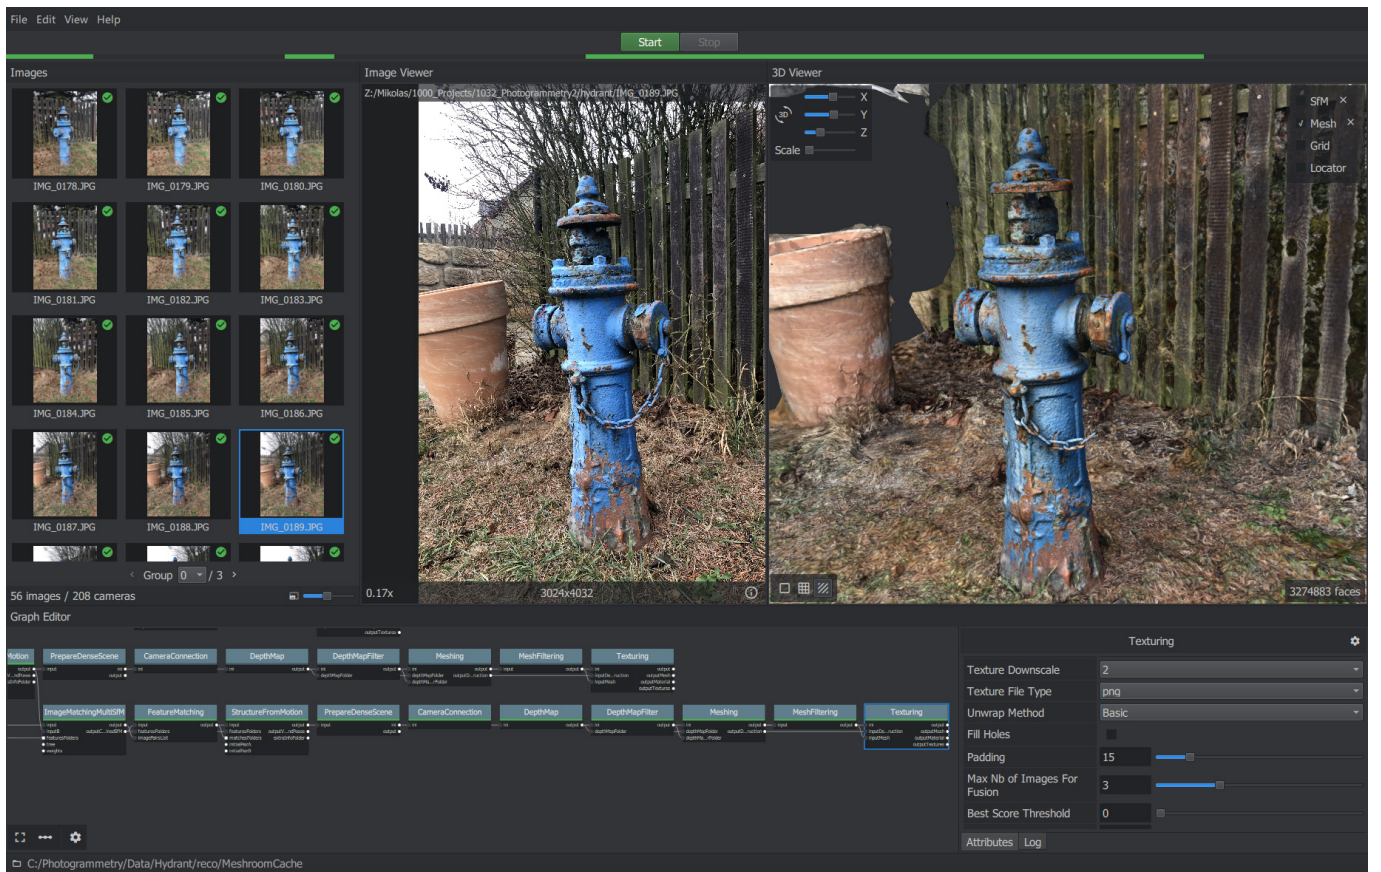 File Edit View Help
Start Stop
Images
Image Viewer
3D Viewer
Z:/Mikolas/1000_Projects/1032_Photogrammetry2/hydrant/IMG_0189.JPG
X
Y
Z
Scale
3D
SfM ×
✓ Mesh ×
Grid
Locator
IMG_0178.JPG IMG_0179.JPG IMG_0180.JPG
IMG_0181.JPG IMG_0182.JPG IMG_0183.JPG
IMG_0184.JPG IMG_0185.JPG IMG_0186.JPG
IMG_0187.JPG IMG_0188.JPG IMG_0189.JPG
< Group 0 / 3 >
56 images / 208 cameras
0.17x
3024x4032
3274883 faces
Graph Editor
outputTextures
Motion PrepareDenseScene CameraConnection DepthMap DepthMapFilter Meshing MeshFiltering Texturing
ImageMatchingMultiSfM FeatureMatching StructureFromMotion PrepareDenseScene CameraConnection DepthMap DepthMapFilter Meshing MeshFiltering Texturing
Texturing
Texture Downscale 2
Texture File Type png
Unwrap Method Basic
Fill Holes
Padding 15
Max Nb of Images For
Fusion 3
Best Score Threshold 0
Attributes Log
C:/Photogrammetry/Data/Hydrant/reco/MeshroomCache